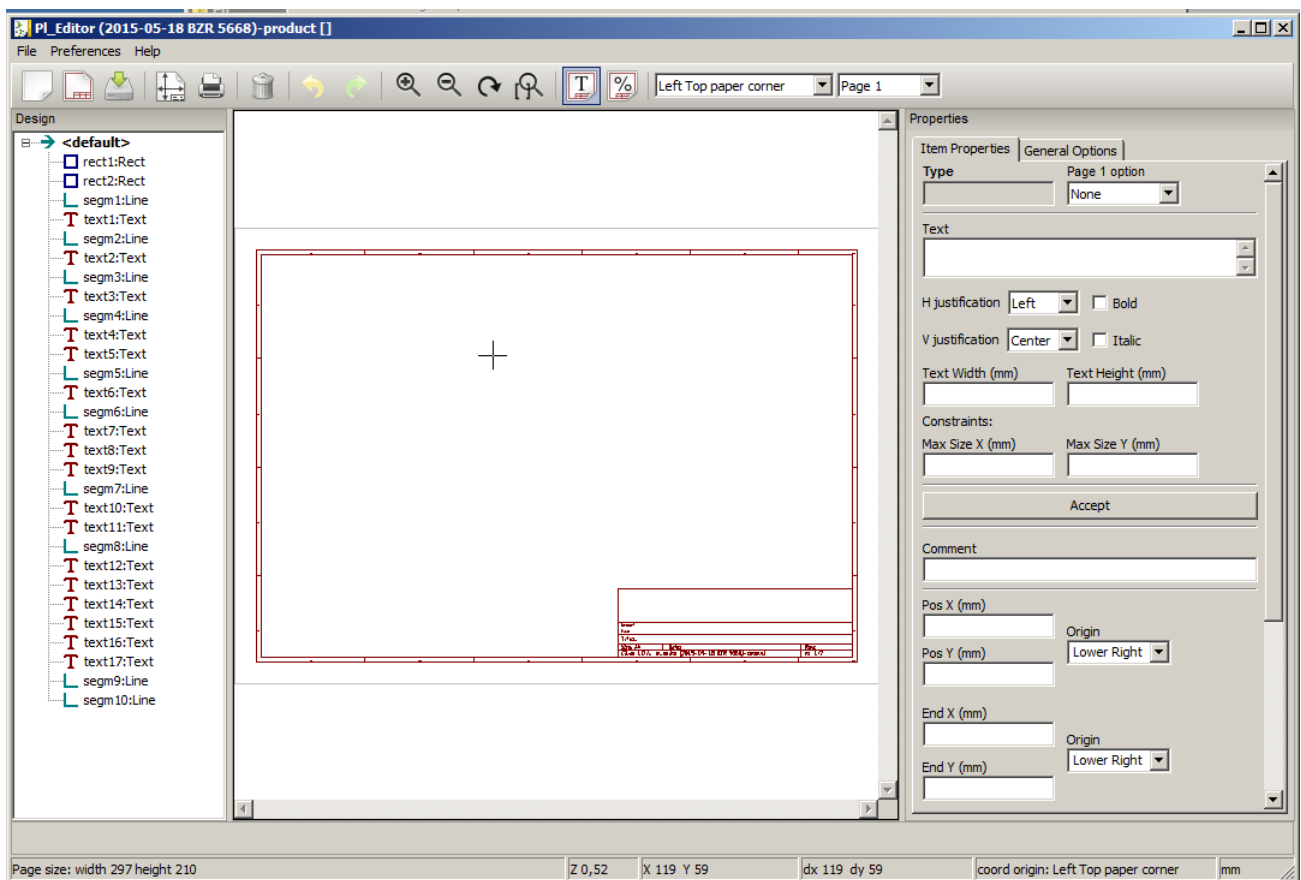 Pl_Editor (2015-05-18 BZR 5668)-product []
File Preferences Help
Left Top paper corner Page 1
Design
<default>
rect1:Rect
rect2:Rect
segm1:Line
text1:Text
segm2:Line
text2:Text
segm3:Line
text3:Text
segm4:Line
text4:Text
text5:Text
segm5:Line
text6:Text
segm6:Line
text7:Text
text8:Text
text9:Text
segm7:Line
text10:Text
text11:Text
segm8:Line
text12:Text
text13:Text
text14:Text
text15:Text
text16:Text
text17:Text
segm9:Line
segm10:Line
Properties
Item Properties General Options
Type Page 1 option
None
Text
H justification Left Bold
V justification Center Italic
Text Width (mm) Text Height (mm)
Constraints:
Max Size X (mm) Max Size Y (mm)
Accept
Comment
Pos X (mm)
Origin
Pos Y (mm) Lower Right
End X (mm)
Origin
End Y (mm) Lower Right
Page size: width 297 height 210 Z 0,52 X 119 Y 59 dx 119 dy 59 coord origin: Left Top paper corner mm